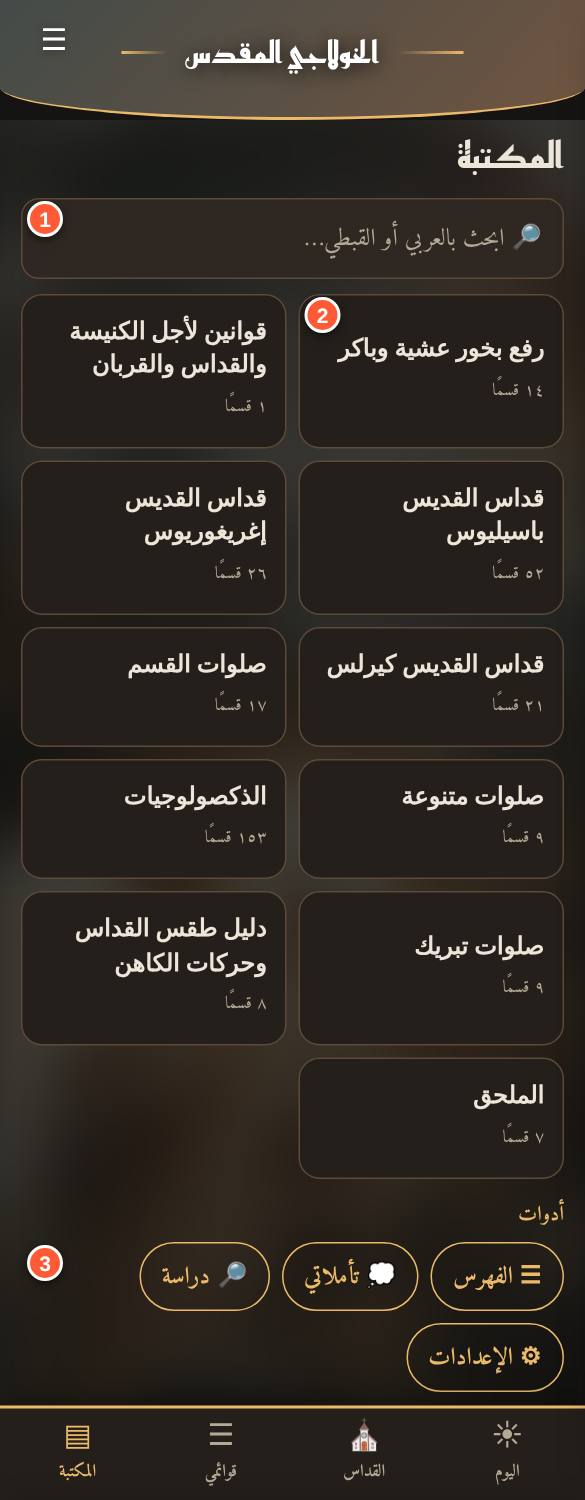 الخولاجي المقدس
المكتبة
1
ابحث بالعربي أو القبطي...
2
رفع بخور عشية وباكر
١٤ قسمًا
قوانين لأجل الكنيسة
والقداس والقربان
١ قسمًا
قداس القديس
باسيليوس
٥٢ قسمًا
قداس القديس
إغريغوريوس
٢٦ قسمًا
قداس القديس كيرلس
٢١ قسمًا
صلوات القسم
١٧ قسمًا
صلوات متنوعة
٩ قسمًا
الذكصولوجيات
١٥٣ قسمًا
صلوات تبريك
٩ قسمًا
دليل طقس القداس
وحركات الكاهن
٨ قسمًا
الملحق
٧ قسمًا
أدوات
الفهرس
تأملاتي
دراسة
3
الإعدادات
اليوم
القداس
قوائمي
المكتبة